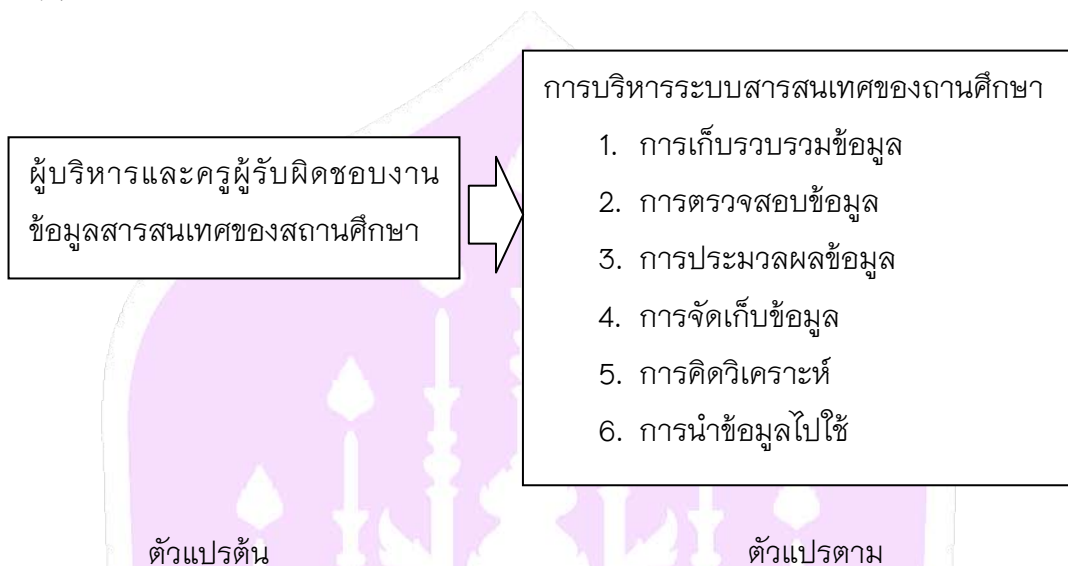 ผู้บริหารและครูผู้รับผิดชอบงาน
ข้อมูลสารสนเทศของสถานศึกษา
การบริหารระบบสารสนเทศของถานศึกษา
1. การเก็บรวบรวมข้อมูล
2. การตรวจสอบข้อมูล
3. การประมวลผลข้อมูล
4. การจัดเก็บข้อมูล
5. การคิดวิเคราะห์
6. การนำข้อมูลไปใช้
ตัวแปรต้น
ตัวแปรตาม